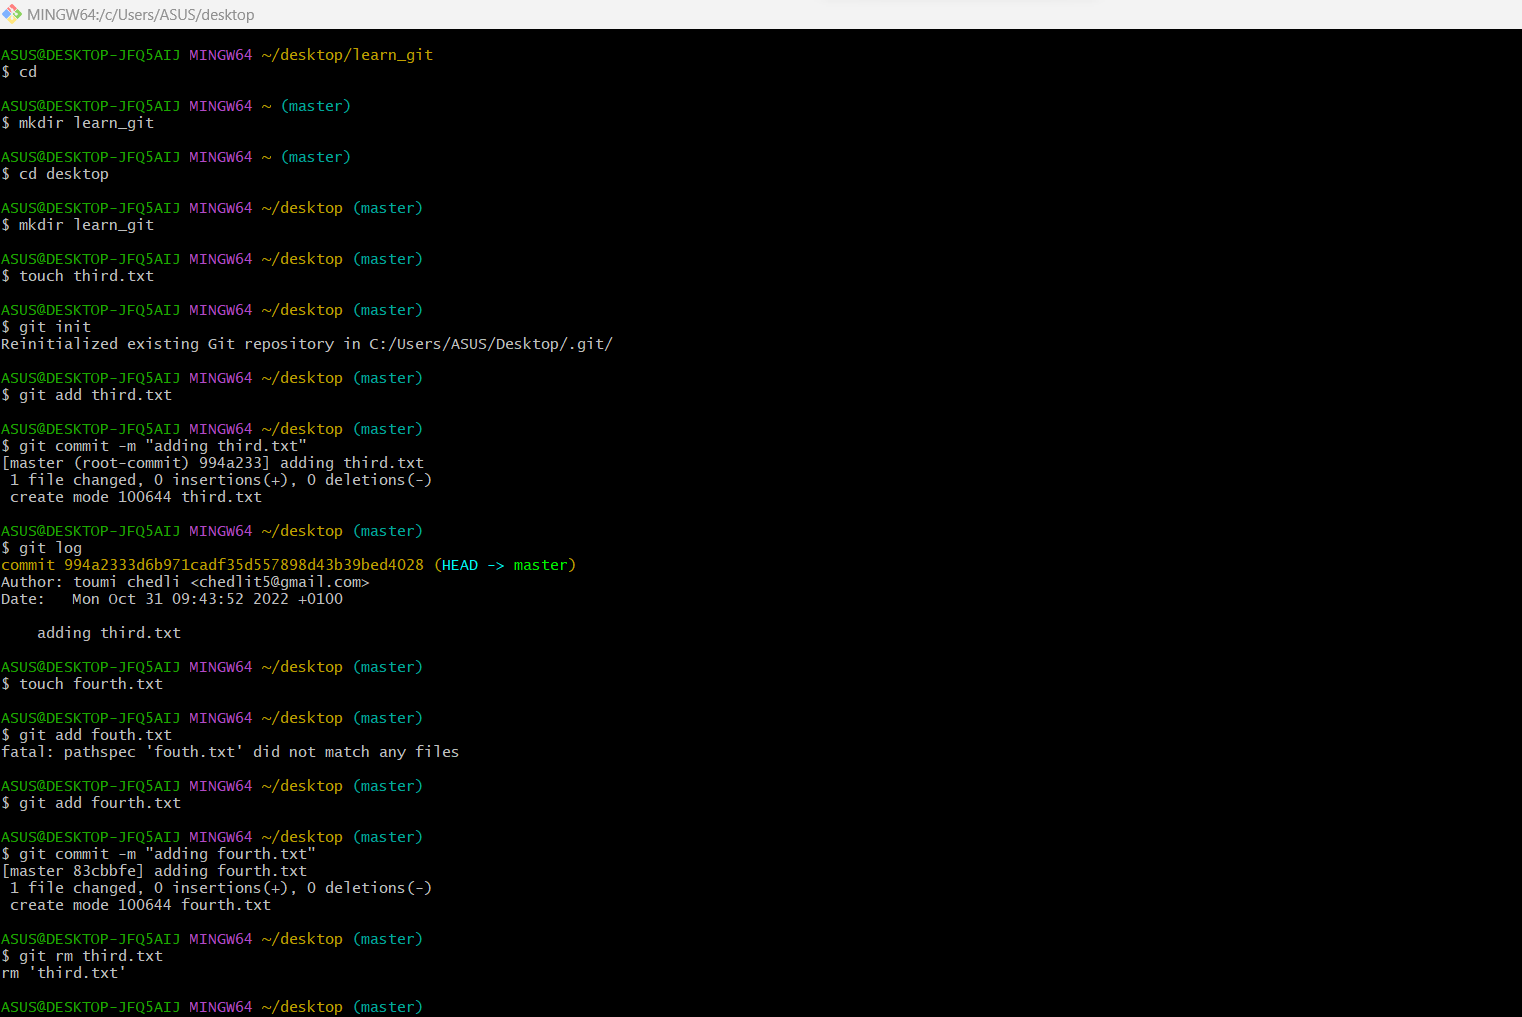 MINGW64:/c/Users/ASUS/desktop
ASUS@DESKTOP-JFQ5AIJ MINGW64 ~/desktop/learn_git
$ cd
ASUS@DESKTOP-JFQ5AIJ MINGW64 ~ (master)
$ mkdir learn_git
ASUS@DESKTOP-JFQ5AIJ MINGW64 ~ (master)
$ cd desktop
ASUS@DESKTOP-JFQ5AIJ MINGW64 ~/desktop (master)
$ mkdir learn_git
ASUS@DESKTOP-JFQ5AIJ MINGW64 ~/desktop (master)
$ touch third.txt
ASUS@DESKTOP-JFQ5AIJ MINGW64 ~/desktop (master)
$ git init
Reinitialized existing Git repository in C:/Users/ASUS/Desktop/.git/
ASUS@DESKTOP-JFQ5AIJ MINGW64 ~/desktop (master)
$ git add third.txt
ASUS@DESKTOP-JFQ5AIJ MINGW64 ~/desktop (master)
$ git commit -m "adding third.txt"
[master (root-commit) 994a233] adding third.txt
 1 file changed, 0 insertions(+), 0 deletions(-)
 create mode 100644 third.txt
ASUS@DESKTOP-JFQ5AIJ MINGW64 ~/desktop (master)
$ git log
commit 994a2333d6b971cadf35d557898d43b39bed4028 (HEAD -> master)
Author: toumi chedli <chedlit5@gmail.com>
Date:   Mon Oct 31 09:43:52 2022 +0100
    adding third.txt
ASUS@DESKTOP-JFQ5AIJ MINGW64 ~/desktop (master)
$ touch fourth.txt
ASUS@DESKTOP-JFQ5AIJ MINGW64 ~/desktop (master)
$ git add fouth.txt
fatal: pathspec 'fouth.txt' did not match any files
ASUS@DESKTOP-JFQ5AIJ MINGW64 ~/desktop (master)
$ git add fourth.txt
ASUS@DESKTOP-JFQ5AIJ MINGW64 ~/desktop (master)
$ git commit -m "adding fourth.txt"
[master 83cbbfe] adding fourth.txt
 1 file changed, 0 insertions(+), 0 deletions(-)
 create mode 100644 fourth.txt
ASUS@DESKTOP-JFQ5AIJ MINGW64 ~/desktop (master)
$ git rm third.txt
rm 'third.txt'
ASUS@DESKTOP-JFQ5AIJ MINGW64 ~/desktop (master)